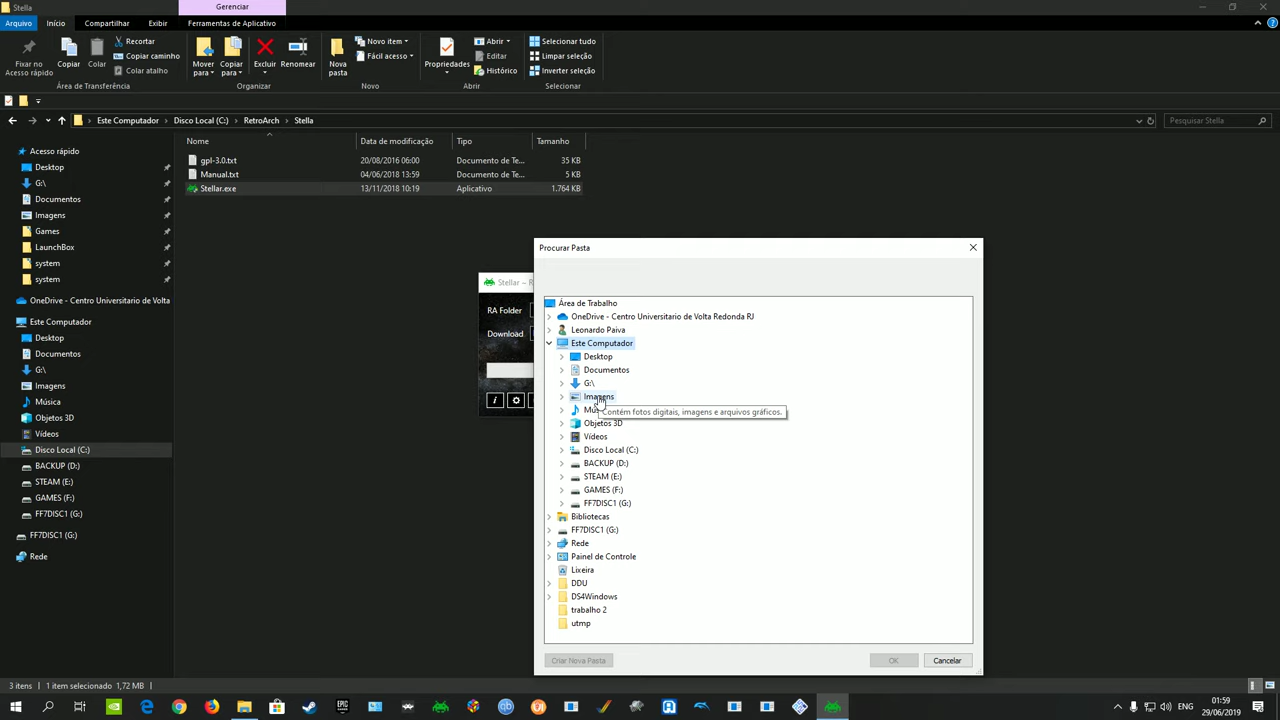 Stella
Gerenciar
Arquivo
Início
Compartilhar
Exibir
Ferramentas de Aplicativo
Fixar no
Acesso rápido
Copiar
Colar
Recortar
Copiar caminho
Colar atalho
Área de Transferência
Mover
para
Copiar
para
Excluir
Renomear
Organizar
Nova
pasta
Novo item
Fácil acesso
Novo
Propriedades
Abrir
Editar
Histórico
Abrir
Selecionar tudo
Limpar seleção
Inverter seleção
Selecionar
Este Computador
Disco Local (C:)
RetroArch
Stella
Pesquisar Stella
Nome
Data de modificação
Tipo
Tamanho
gpl-3.0.txt 20/08/2016 06:00 Documento de Te... 35 KB
Manual.txt 04/06/2018 13:59 Documento de Te... 5 KB
Stellar.exe 13/11/2018 10:19 Aplicativo 1.764 KB
Acesso rápido
Desktop
G:\
Documentos
Imagens
Games
LaunchBox
system
system
OneDrive - Centro Universitario de Volta Redonda
Este Computador
Desktop
Documentos
G:\
Imagens
Música
Objetos 3D
Vídeos
Disco Local (C:)
BACKUP (D:)
STEAM (E:)
GAMES (F:)
FF7DISC1 (G:)
FF7DISC1 (G:)
Rede
Stellar ~ R
RA Folder
Download
Procurar Pasta
Área de Trabalho
OneDrive - Centro Universitario de Volta Redonda RJ
Leonardo Paiva
Este Computador
Desktop
Documentos
G:\
Imagens
Contém fotos digitais, imagens e arquivos gráficos.
Objetos 3D
Vídeos
Disco Local (C:)
BACKUP (D:)
STEAM (E:)
GAMES (F:)
FF7DISC1 (G:)
Bibliotecas
FF7DISC1 (G:)
Rede
Painel de Controle
Lixeira
DDU
DS4Windows
trabalho 2
utmp
Criar Nova Pasta
OK
Cancelar
3 itens
1 item selecionado 1,72 MB
EPIC
ENG
01:59
29/06/2019